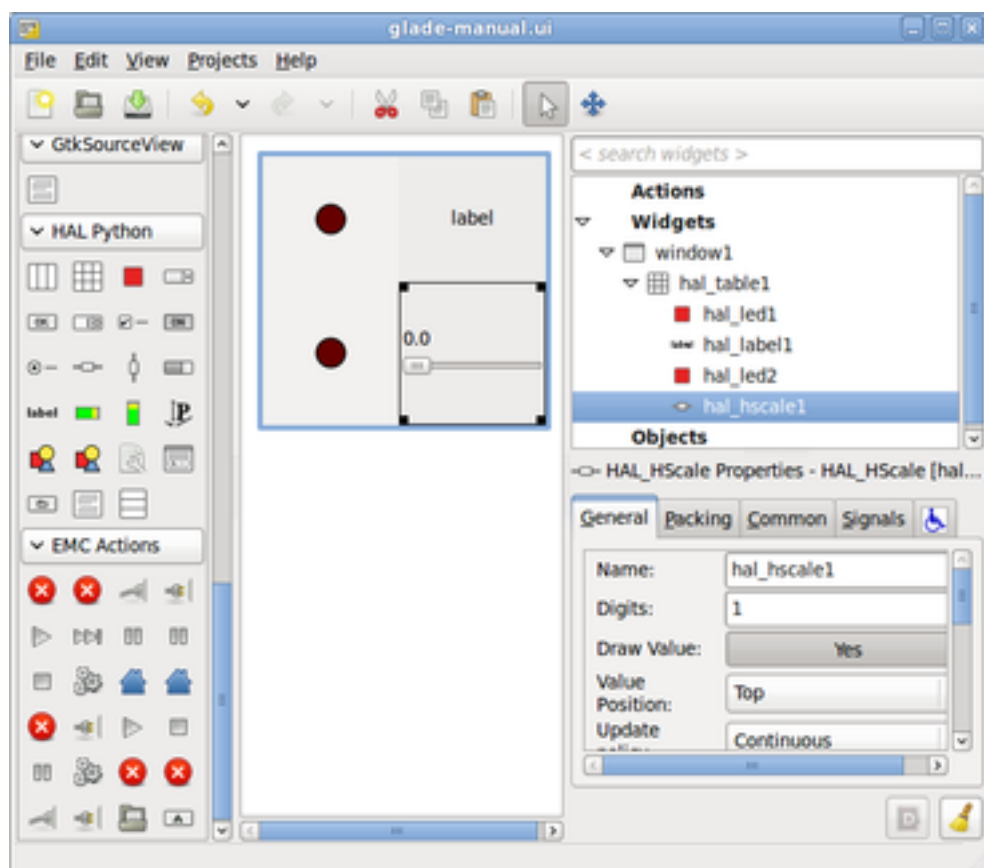 glade-manual.ui
File Edit View Projects Help
GtkSourceView
HAL Python
label
EMC Actions
label
0.0
< search widgets >
Actions
Widgets
window1
hal_table1
hal_led1
label hal_label1
hal_led2
hal_hscale1
Objects
HAL_HScale Properties - HAL_HScale [hal...
General Packing Common Signals
Name: hal_hscale1
Digits: 1
Draw Value: Yes
Value
Position: Top
Update
policy Continuous